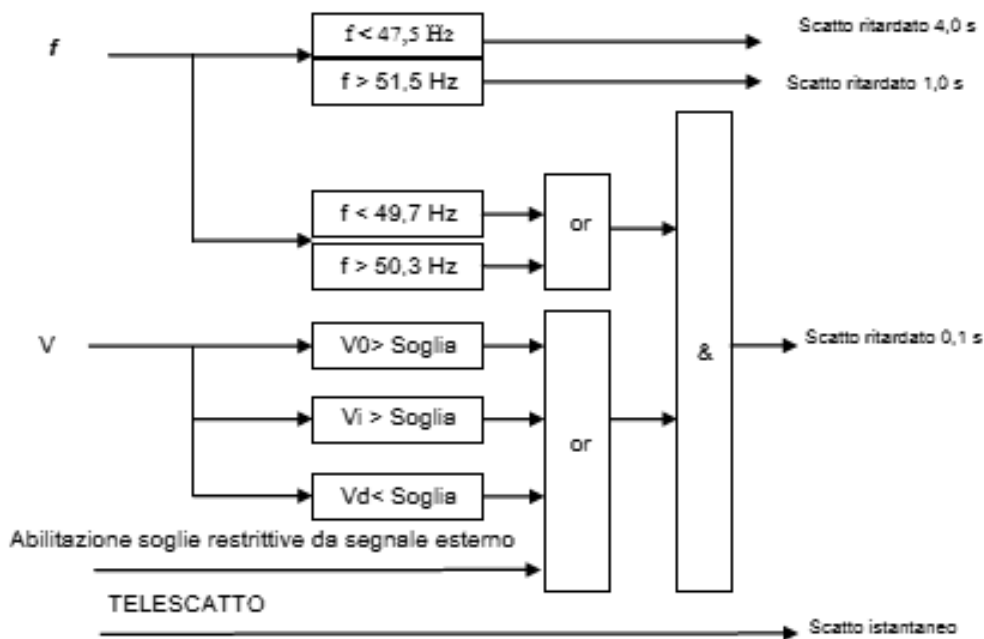 f
f < 47,5 Hz
Scatto ritardato 4,0 s
f > 51,5 Hz
Scatto ritardato 1,0 s
f < 49,7 Hz
or
f > 50,3 Hz
V
V0> Soglia
&
Scatto ritardato 0,1 s
Vi > Soglia
or
Vd< Soglia
Abilitazione soglie restrittive da segnale esterno
TELESCATTO
Scatto istantaneo